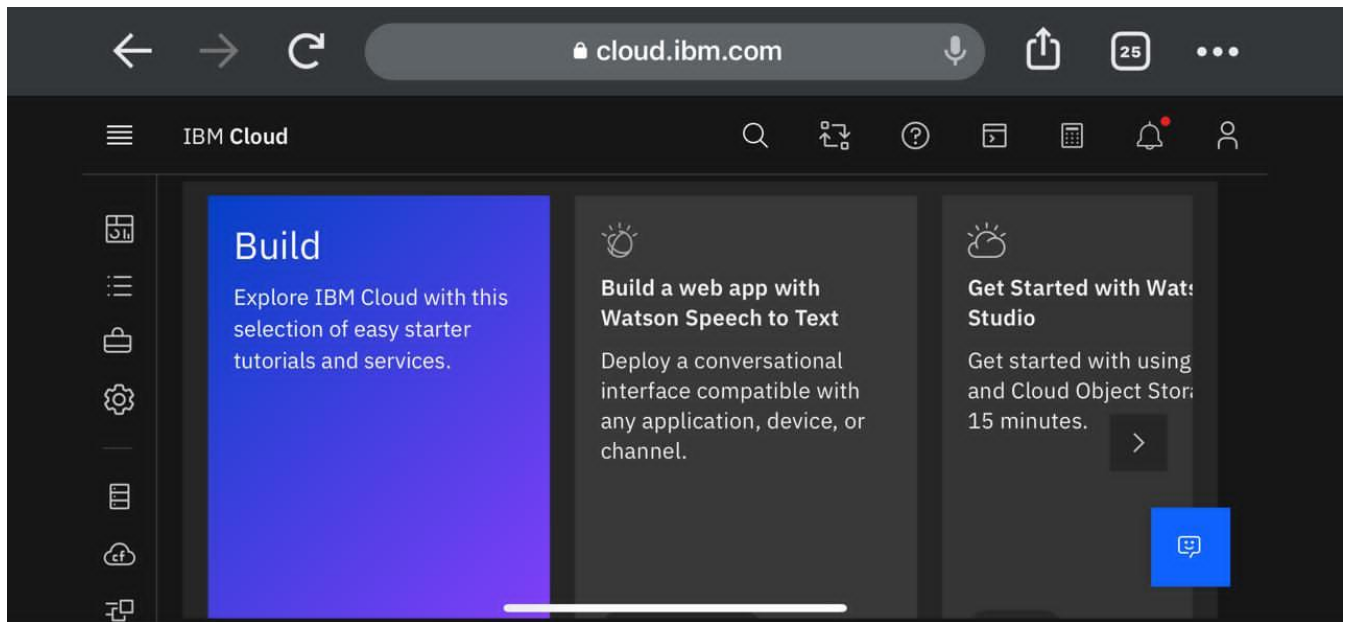 cloud.ibm.com
25
IBM Cloud
Build
Explore IBM Cloud with this
selection of easy starter
tutorials and services.
Build a web app with
Watson Speech to Text
Deploy a conversational
interface compatible with
any application, device, or
channel.
Get Started with Wats
Studio
Get started with using
and Cloud Object Stor
15 minutes.
cf